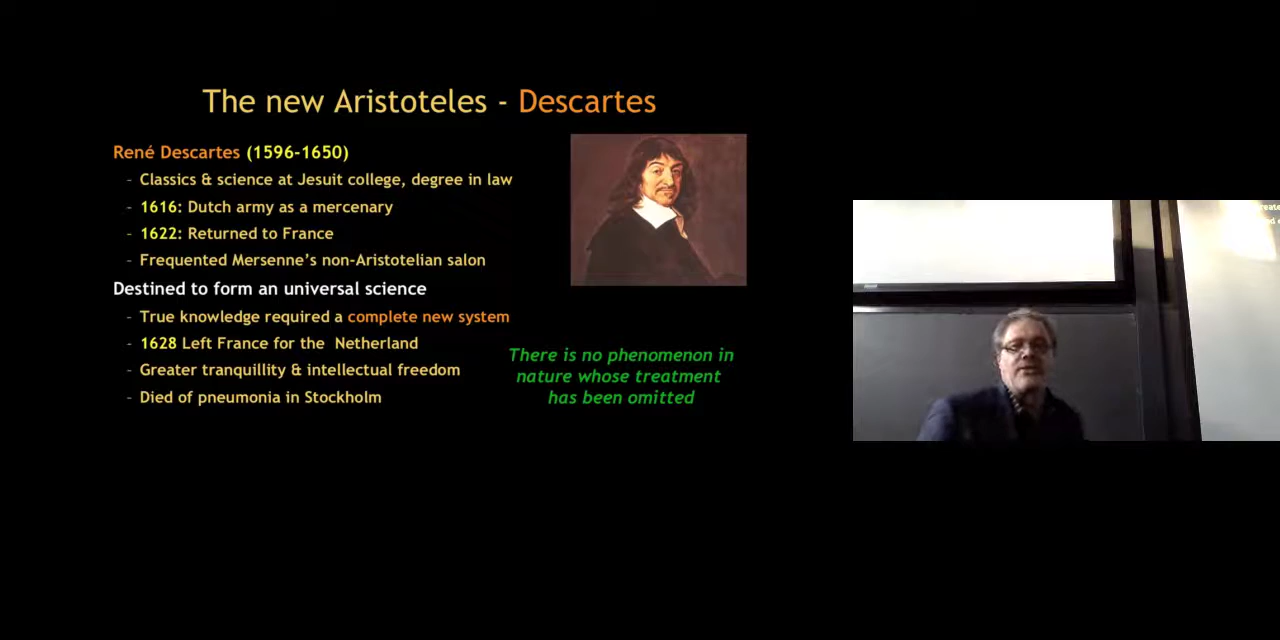 The new Aristoteles - Descartes
René Descartes (1596-1650)
- Classics & science at Jesuit college, degree in law
- 1616: Dutch army as a mercenary
- 1622: Returned to France
- Frequented Mersenne's non-Aristotelian salon
Destined to form an universal science
- True knowledge required a complete new system
- 1628 Left France for the Netherland
- Greater tranquillity & intellectual freedom
- Died of pneumonia in Stockholm
There is no phenomenon in
nature whose treatment
has been omitted